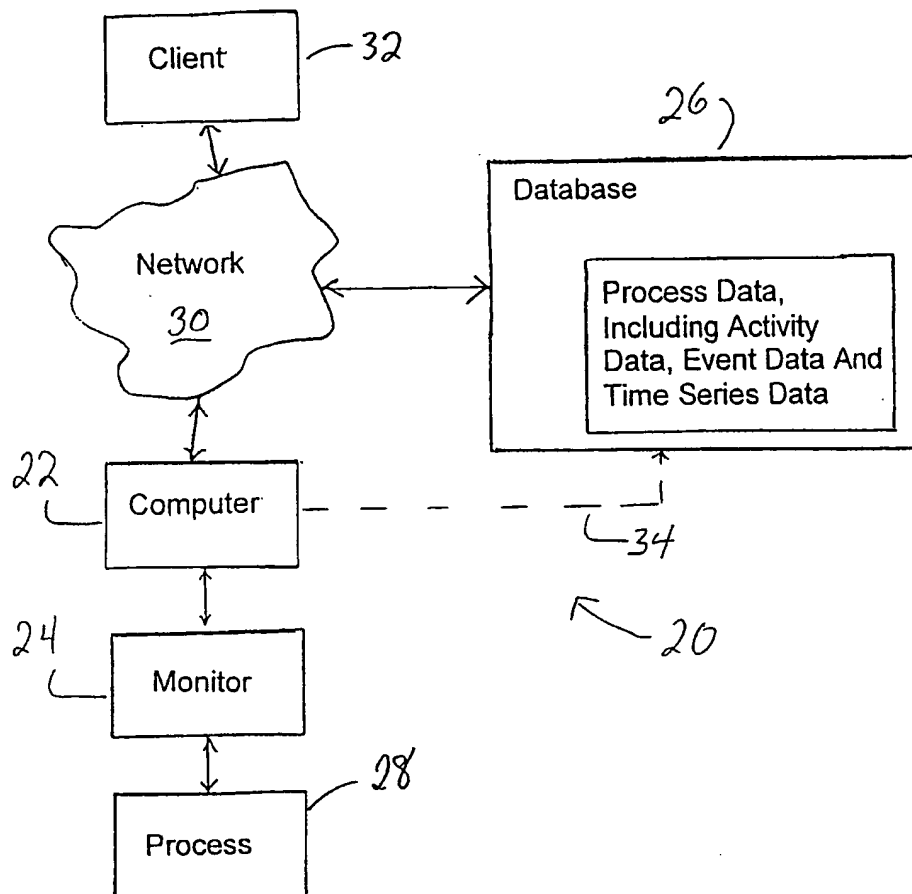 Client
32
26
Database
Network
30
Process Data,
Including Activity
Data, Event Data And
Time Series Data
22
Computer
34
20
24
Monitor
28
Process